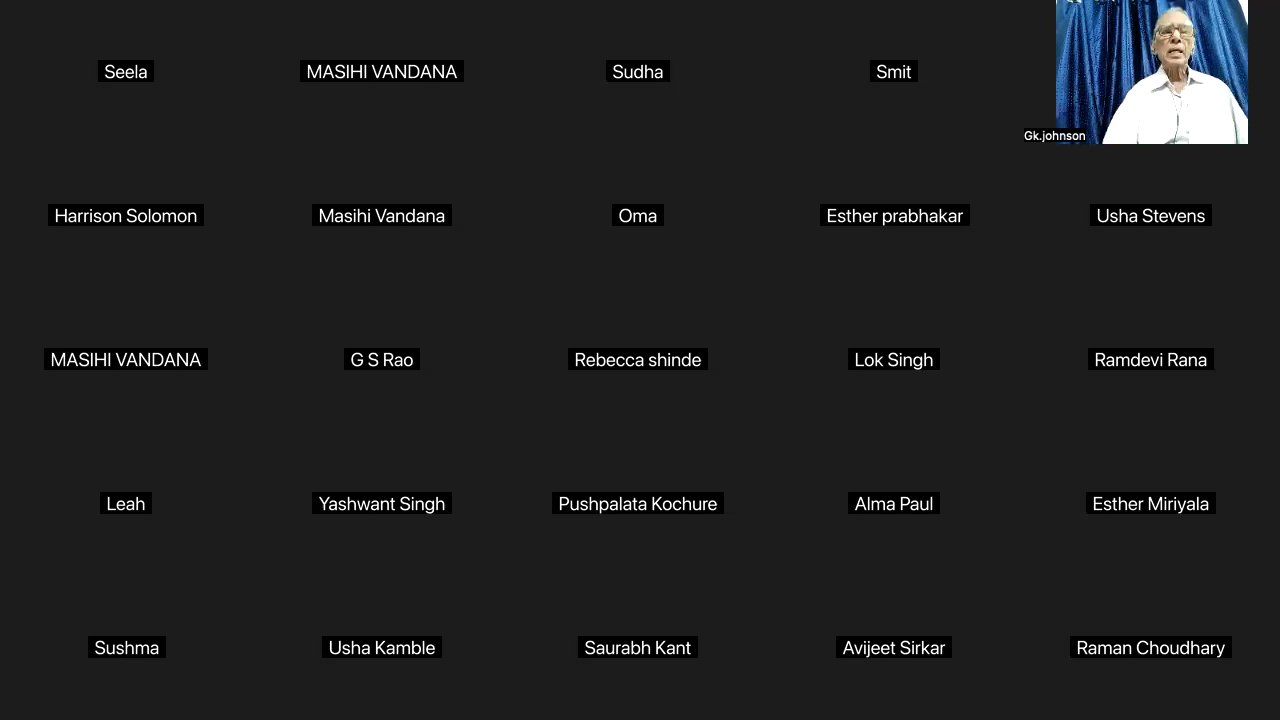 Seela
MASIHI VANDANA
Sudha
Smit
Gk.johnson
Harrison Solomon
Masihi Vandana
Oma
Esther prabhakar
Usha Stevens
MASIHI VANDANA
G S Rao
Rebecca shinde
Lok Singh
Ramdevi Rana
Leah
Yashwant Singh
Pushpalata Kochure
Alma Paul
Esther Miriyala
Sushma
Usha Kamble
Saurabh Kant
Avijeet Sirkar
Raman Choudhary